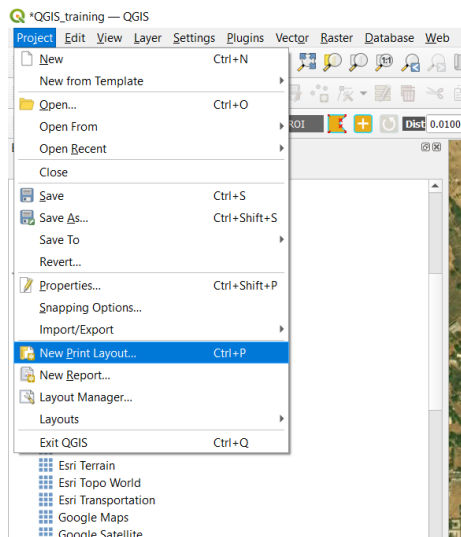 *QGIS_training — QGIS
Project Edit View Layer Settings Plugins Vector Raster Database Web
New Ctrl+N
New from Template
Open... Ctrl+O
Open From
ROI Dist 0.0100
Open Recent
Close
Save Ctrl+S
Save As... Ctrl+Shift+S
Save To
Revert...
Properties... Ctrl+Shift+P
Snapping Options...
Import/Export
New Print Layout... Ctrl+P
New Report...
Layout Manager...
Layouts
Exit QGIS Ctrl+Q
Esri Terrain
Esri Topo World
Esri Transportation
Google Maps
Google Satellite